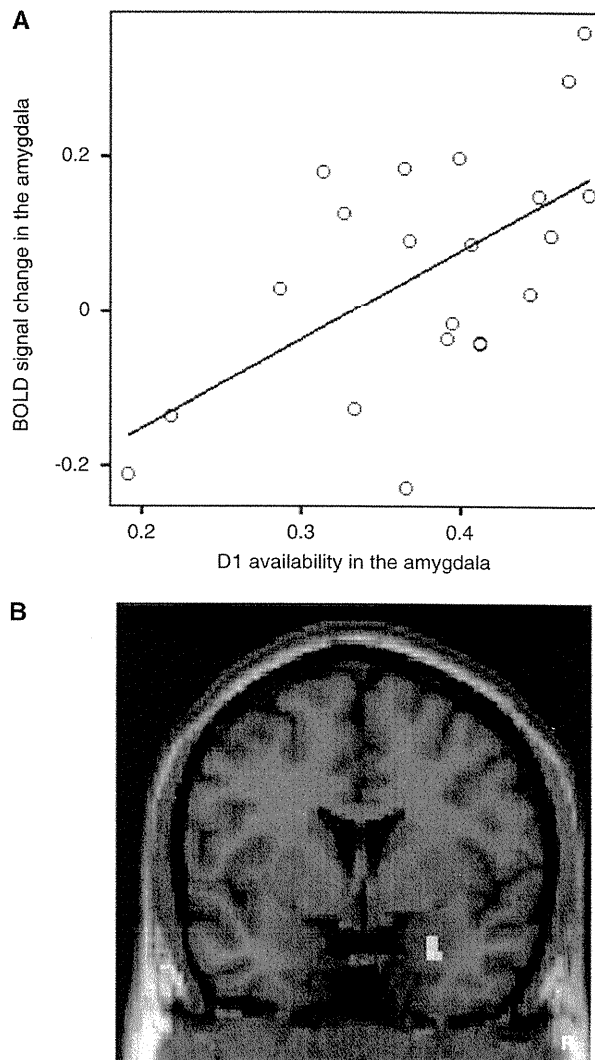 A
BOLD signal change in the amygdala
0.2
0
-0.2
0.2
0.3
0.4
D1 availability in the amygdala
B
R